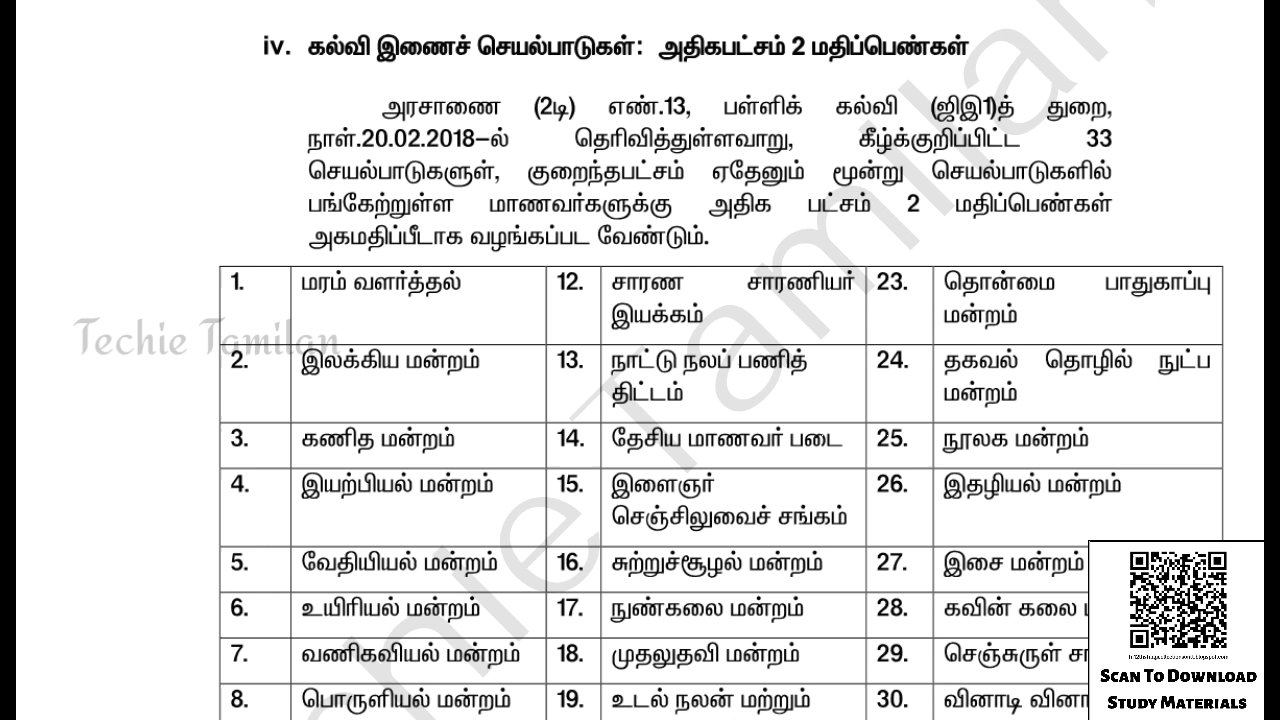 iv. கல்வி இணைச் செயல்பாடுகள்: அதிகபட்சம் 2 மதிப்பெண்கள்
அரசாணை (2டி) எண்.13, பள்ளிக் கல்வி (ஜிஇ1)த் துறை,
நாள்.20.02.2018–ல் தெரிவித்துள்ளவாறு, கீழ்க்குறிப்பிட்ட 33
செயல்பாடுகளுள், குறைந்தபட்சம் ஏதேனும் மூன்று செயல்பாடுகளில்
பங்கேற்றுள்ள மாணவர்களுக்கு அதிக பட்சம் 2 மதிப்பெண்கள்
அகமதிப்பீடாக வழங்கப்பட வேண்டும்.
1. மரம் வளர்த்தல் 12. சாரண சாரணியர் 23. தொன்மை பாதுகாப்பு
இயக்கம் மன்றம்
Techie Tamilan
2. இலக்கிய மன்றம் 13. நாட்டு நலப் பணித் 24. தகவல் தொழில் நுட்ப
திட்டம் மன்றம்
3. கணித மன்றம் 14. தேசிய மாணவர் படை 25. நூலக மன்றம்
4. இயற்பியல் மன்றம் 15. இளைஞர் 26. இதழியல் மன்றம்
செஞ்சிலுவைச் சங்கம்
5. வேதியியல் மன்றம் 16. சுற்றுச்சூழல் மன்றம் 27. இசை மன்றம்
6. உயிரியல் மன்றம் 17. நுண்கலை மன்றம் 28. கவின் கலை
7. வணிகவியல் மன்றம் 18. முதலுதவி மன்றம் 29. செஞ்சுருள்
8. பொருளியல் மன்றம் 19. உடல் நலன் மற்றும் 30. வினாடி
SCAN TO DOWNLOAD
STUDY MATERIALS